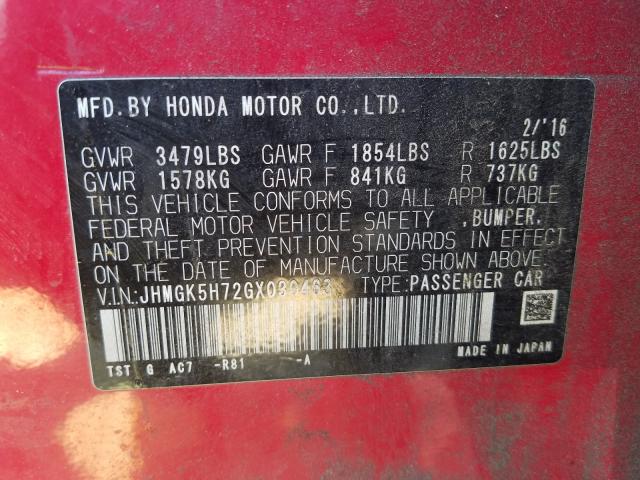 MFD.BY HONDA MOTOR CO.,LTD.
2/'16
GVWR 3479LBS GAWR F 1854LBS R 1625LBS
GVWR 1578KG GAWR F 841KG R 737KG
THIS VEHICLE CONFORMS TO ALL APPLICABLE
FEDERAL MOTOR VEHICLE SAFETY ,BUMPER,
AND THEFT PREVENTION STANDARDS IN EFFECT
ON THE DATE OF MANUFACTURE SHOWN ABOVE.
V.I.N.: TYPE:PASSENGER CAR
TST G AC7 -R81 -A
MADE IN JAPAN